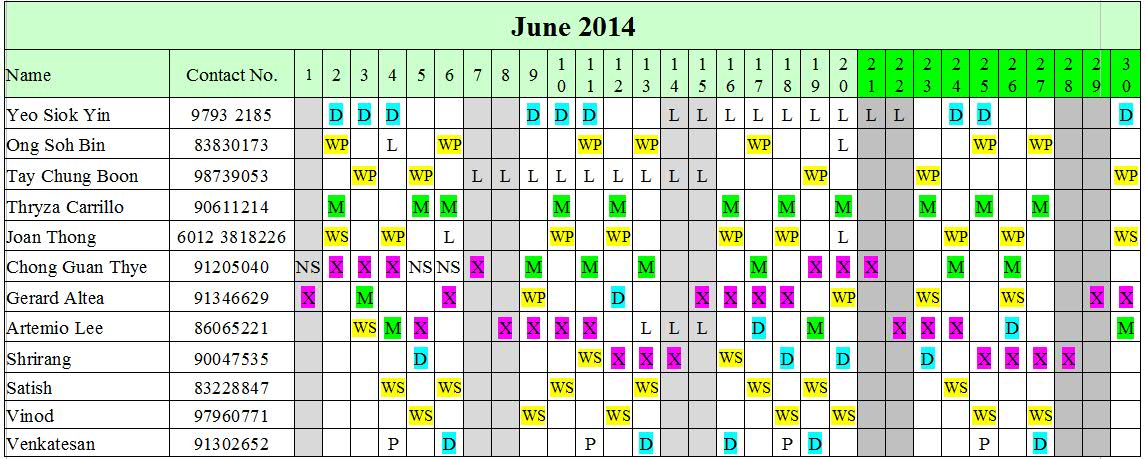 June 2014
Name Contact No. 1 2 3 4 5 6 7 8 9 10 11 12 13 14 15 16 17 18 19 20 21 22 23 24 25 26 27 28 29 30
Yeo Siok Yin 9793 2185 D D D D D D L L L L L L L L L D D D
Ong Soh Bin 83830173 WP L WP WP WP WP L WP WP
Tay Chung Boon 98739053 WP WP L L L L L L L L L WP WP WP
Thryza Carrillo 90611214 M M M M M M M M M M M
Joan Thong 6012 3818226 WS WP L WP WP WP WP L WP WP WS
Chong Guan Thye 91205040 NS X X X NS NS X M M M M X X X M M
Gerard Altea 91346629 X M X WP D X X X X WP WS WS X X
Artemio Lee 86065221 WS M X X X X X L L L D M X X X D M
Shrirang 90047535 D WS X X X WS D D D X X X X
Satish 83228847 WS WS WS WS WS WS WS
Vinod 97960771 WS WS WS WS WS WS WS
Venkatesan 91302652 P D P D D P D P D